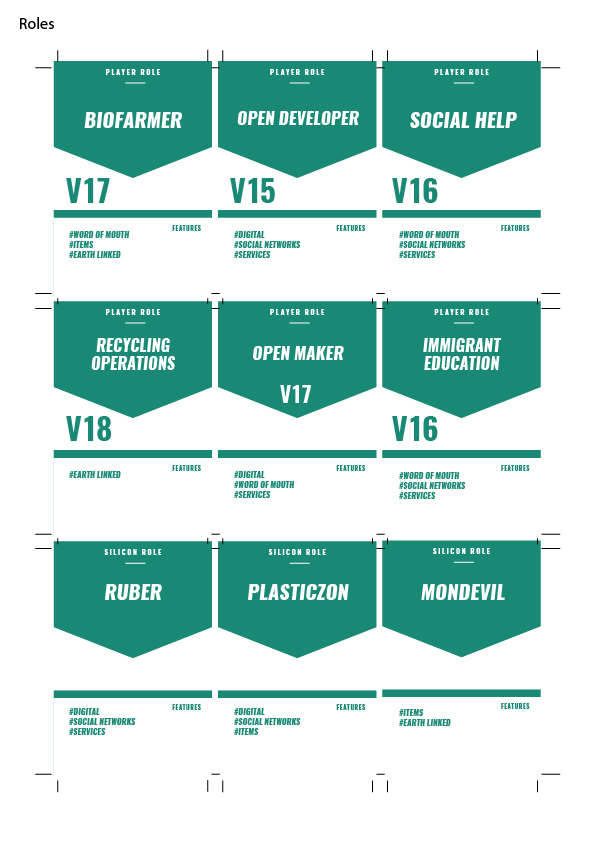 Roles
PLAYER ROLE
BIOFARMER
V17
FEATURES
#WORD OF MOUTH
#ITEMS
#EARTH LINKED
PLAYER ROLE
OPEN DEVELOPER
V15
FEATURES
#DIGITAL
#SOCIAL NETWORKS
#SERVICES
PLAYER ROLE
SOCIAL HELP
V16
FEATURES
#WORD OF MOUTH
#SOCIAL NETWORKS
#SERVICES
PLAYER ROLE
RECYCLING
OPERATIONS
V18
FEATURES
#EARTH LINKED
PLAYER ROLE
OPEN MAKER
V17
FEATURES
#DIGITAL
#WORD OF MOUTH
#SERVICES
PLAYER ROLE
IMMIGRANT
EDUCATION
V16
FEATURES
#WORD OF MOUTH
#SOCIAL NETWORKS
#SERVICES
SILICON ROLE
RUBER
FEATURES
#DIGITAL
#SOCIAL NETWORKS
#SERVICES
SILICON ROLE
PLASTICZON
FEATURES
#DIGITAL
#SOCIAL NETWORKS
#ITEMS
SILICON ROLE
MONDEVIL
FEATURES
#ITEMS
#EARTH LINKED